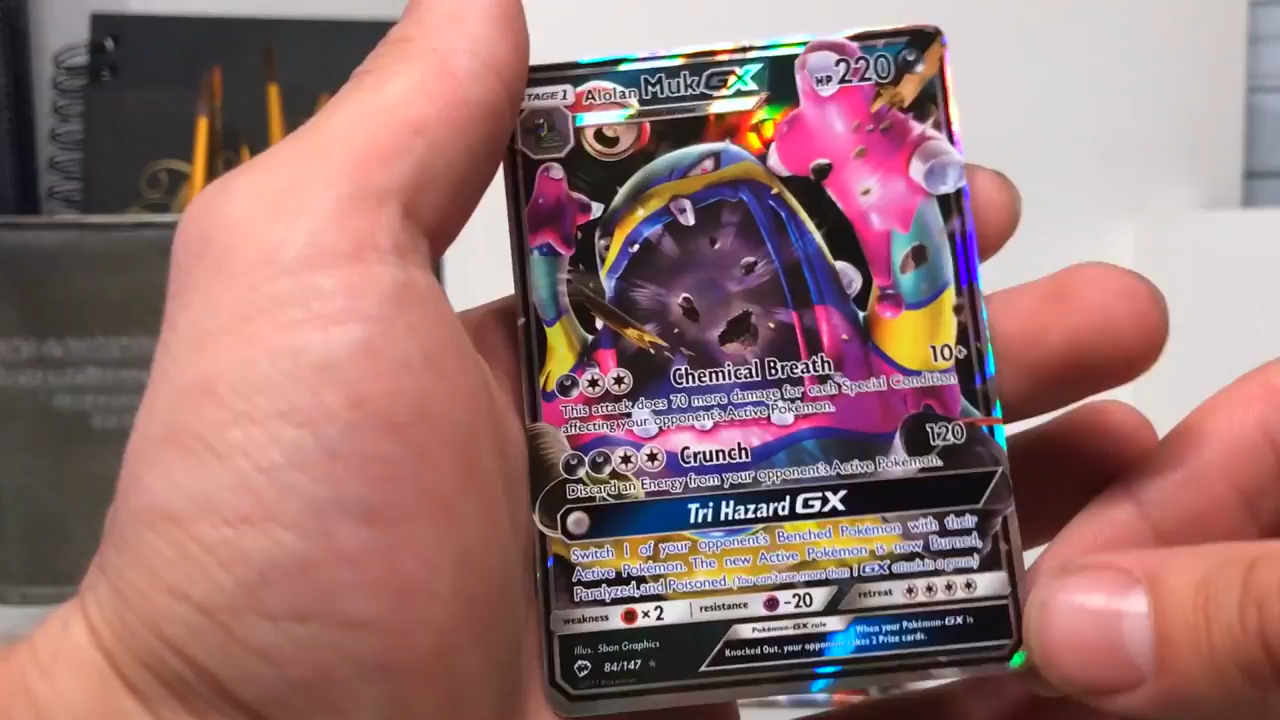 STAGE1 Alolan Muk GX HP 220
10+
Chemical Breath
This attack does 70 more damage for each Special Condition
affecting your opponent's Active Pokémon.
Crunch 120
Discard an Energy from your opponent's Active Pokémon.
Tri Hazard GX
Switch 1 of your opponent's Benched Pokémon with their
Active Pokémon. The new Active Pokémon is now Burned,
Paralyzed, and Poisoned. (You can't use more than 1 GX attack in a game.)
weakness ×2 resistance -20 retreat
Pokémon-GX rule When your Pokémon-GX is
Knocked Out, your opponent takes 2 Prize cards.
Illus. 5ban Graphics
84/147 ★
©2017 Pokémon